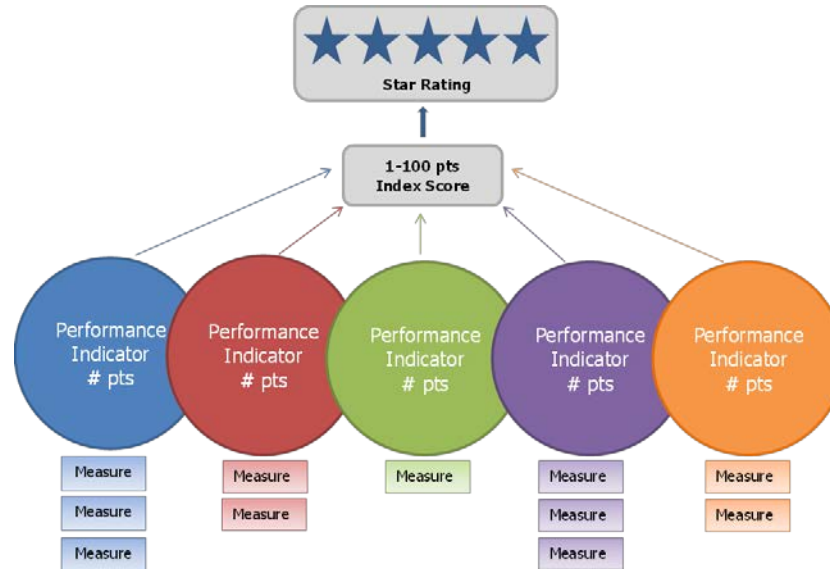 Star Rating
1-100 pts
Index Score
Performance
Indicator
# pts
Performance
Indicator
# pts
Performance
Indicator
# pts
Performance
Indicator
# pts
Performance
Indicator
# pts
Measure
Measure
Measure
Measure
Measure
Measure
Measure
Measure
Measure
Measure
Measure